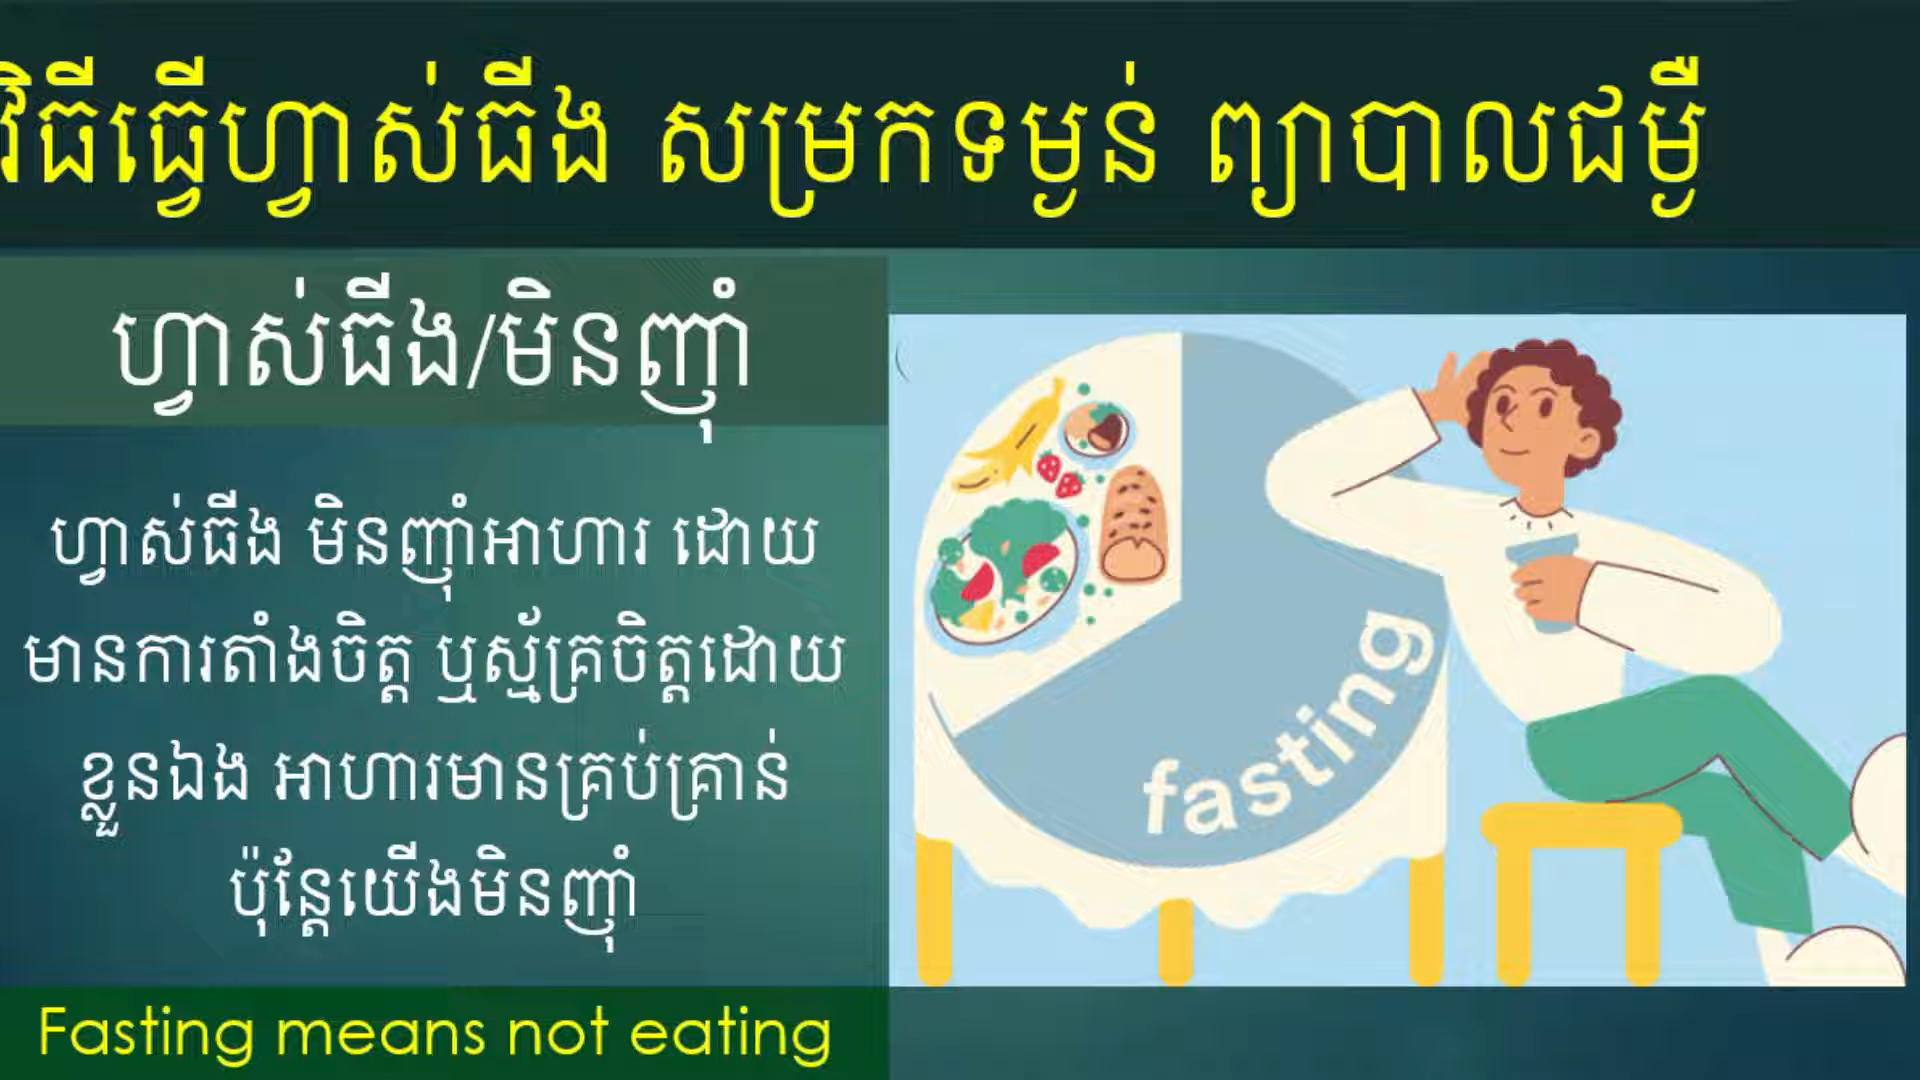 វិធីធ្វើហ្វាស់ធីង សម្រកទម្ងន់ ព្យាបាលជម្ងឺ
ហ្វាស់ធីង/មិនញ៉ាំ
ហ្វាស់ធីង មិនញ៉ាំអាហារ ដោយ
មានការតាំងចិត្ត ឬស្ម័គ្រចិត្តដោយ
ខ្លួនឯង អាហារមានគ្រប់គ្រាន់
ប៉ុន្តែយើងមិនញ៉ាំ
Fasting means not eating
fasting